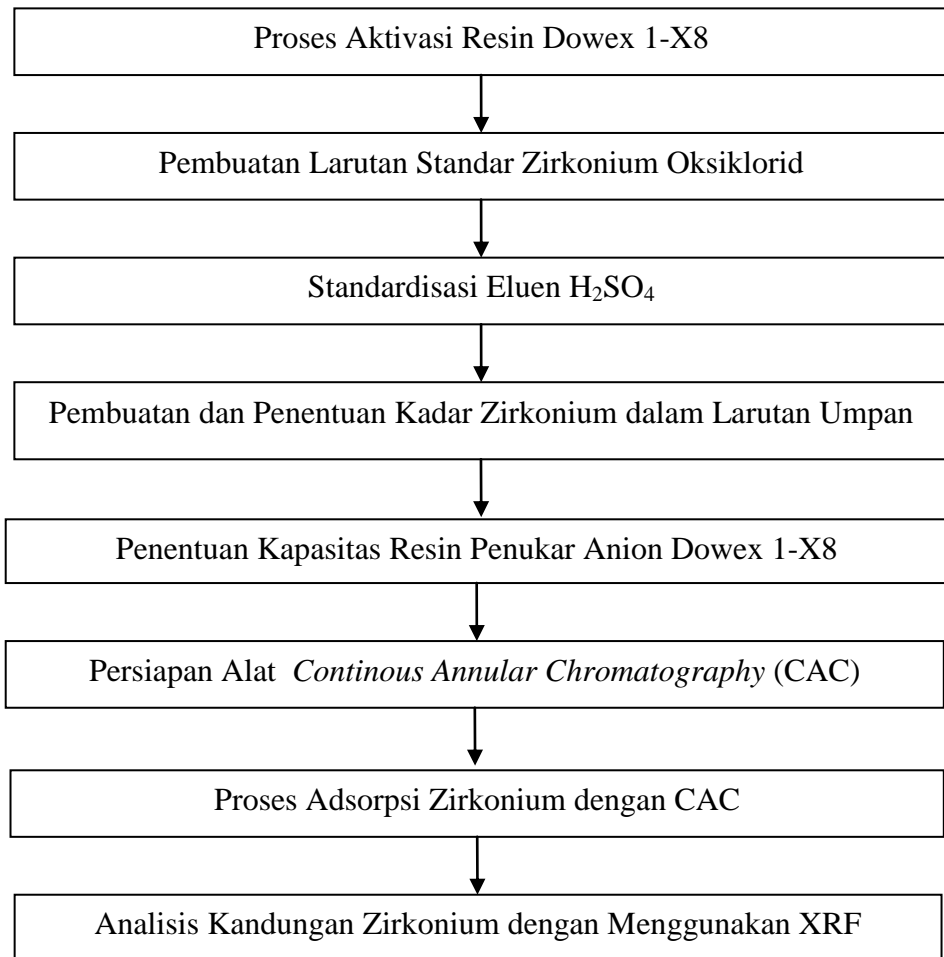 Proses Aktivasi Resin Dowex 1-X8
Pembuatan Larutan Standar Zirkonium Oksiklorid
Standardisasi Eluen H₂SO₄
Pembuatan dan Penentuan Kadar Zirkonium dalam Larutan Umpan
Penentuan Kapasitas Resin Penukar Anion Dowex 1-X8
Persiapan Alat Continous Annular Chromatography (CAC)
Proses Adsorpsi Zirkonium dengan CAC
Analisis Kandungan Zirkonium dengan Menggunakan XRF